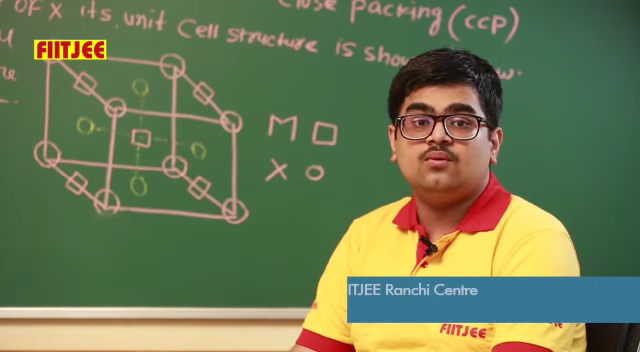 OF X its, unit Cell structure is show
close Packing (CCP)
FIITJEE
M
X
ITJEE Ranchi Centre
FIITJEE